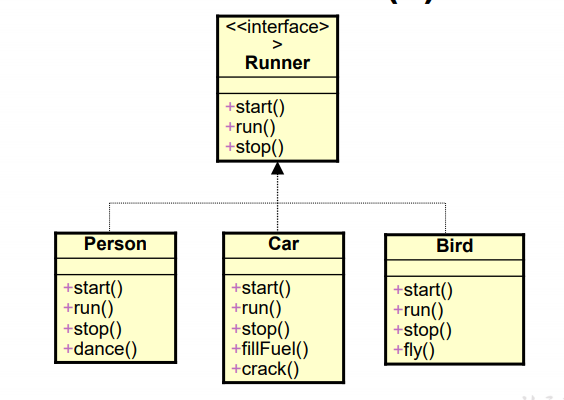 <<interface>
>
Runner
+start()
+run()
+stop()
Person
+start()
+run()
+stop()
+dance()
Car
+start()
+run()
+stop()
+fillFuel()
+crack()
Bird
+start()
+run()
+stop()
+fly()